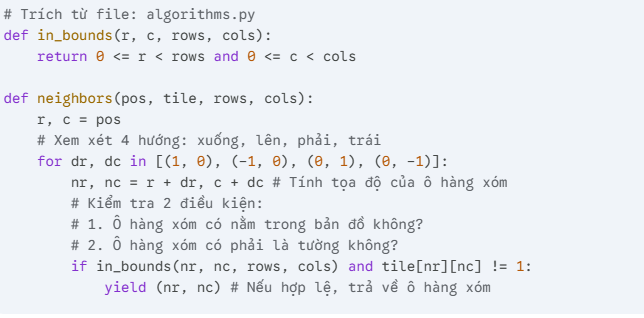 # Trích từ file: algorithms.py
def in_bounds(r, c, rows, cols):
    return 0 <= r < rows and 0 <= c < cols

def neighbors(pos, tile, rows, cols):
    r, c = pos
    # Xem xét 4 hướng: xuống, lên, phải, trái
    for dr, dc in [(1, 0), (-1, 0), (0, 1), (0, -1)]:
        nr, nc = r + dr, c + dc # Tính tọa độ của ô hàng xóm
        # Kiểm tra 2 điều kiện:
        # 1. Ô hàng xóm có nằm trong bản đồ không?
        # 2. Ô hàng xóm có phải là tường không?
        if in_bounds(nr, nc, rows, cols) and tile[nr][nc] != 1:
            yield (nr, nc) # Nếu hợp lệ, trả về ô hàng xóm